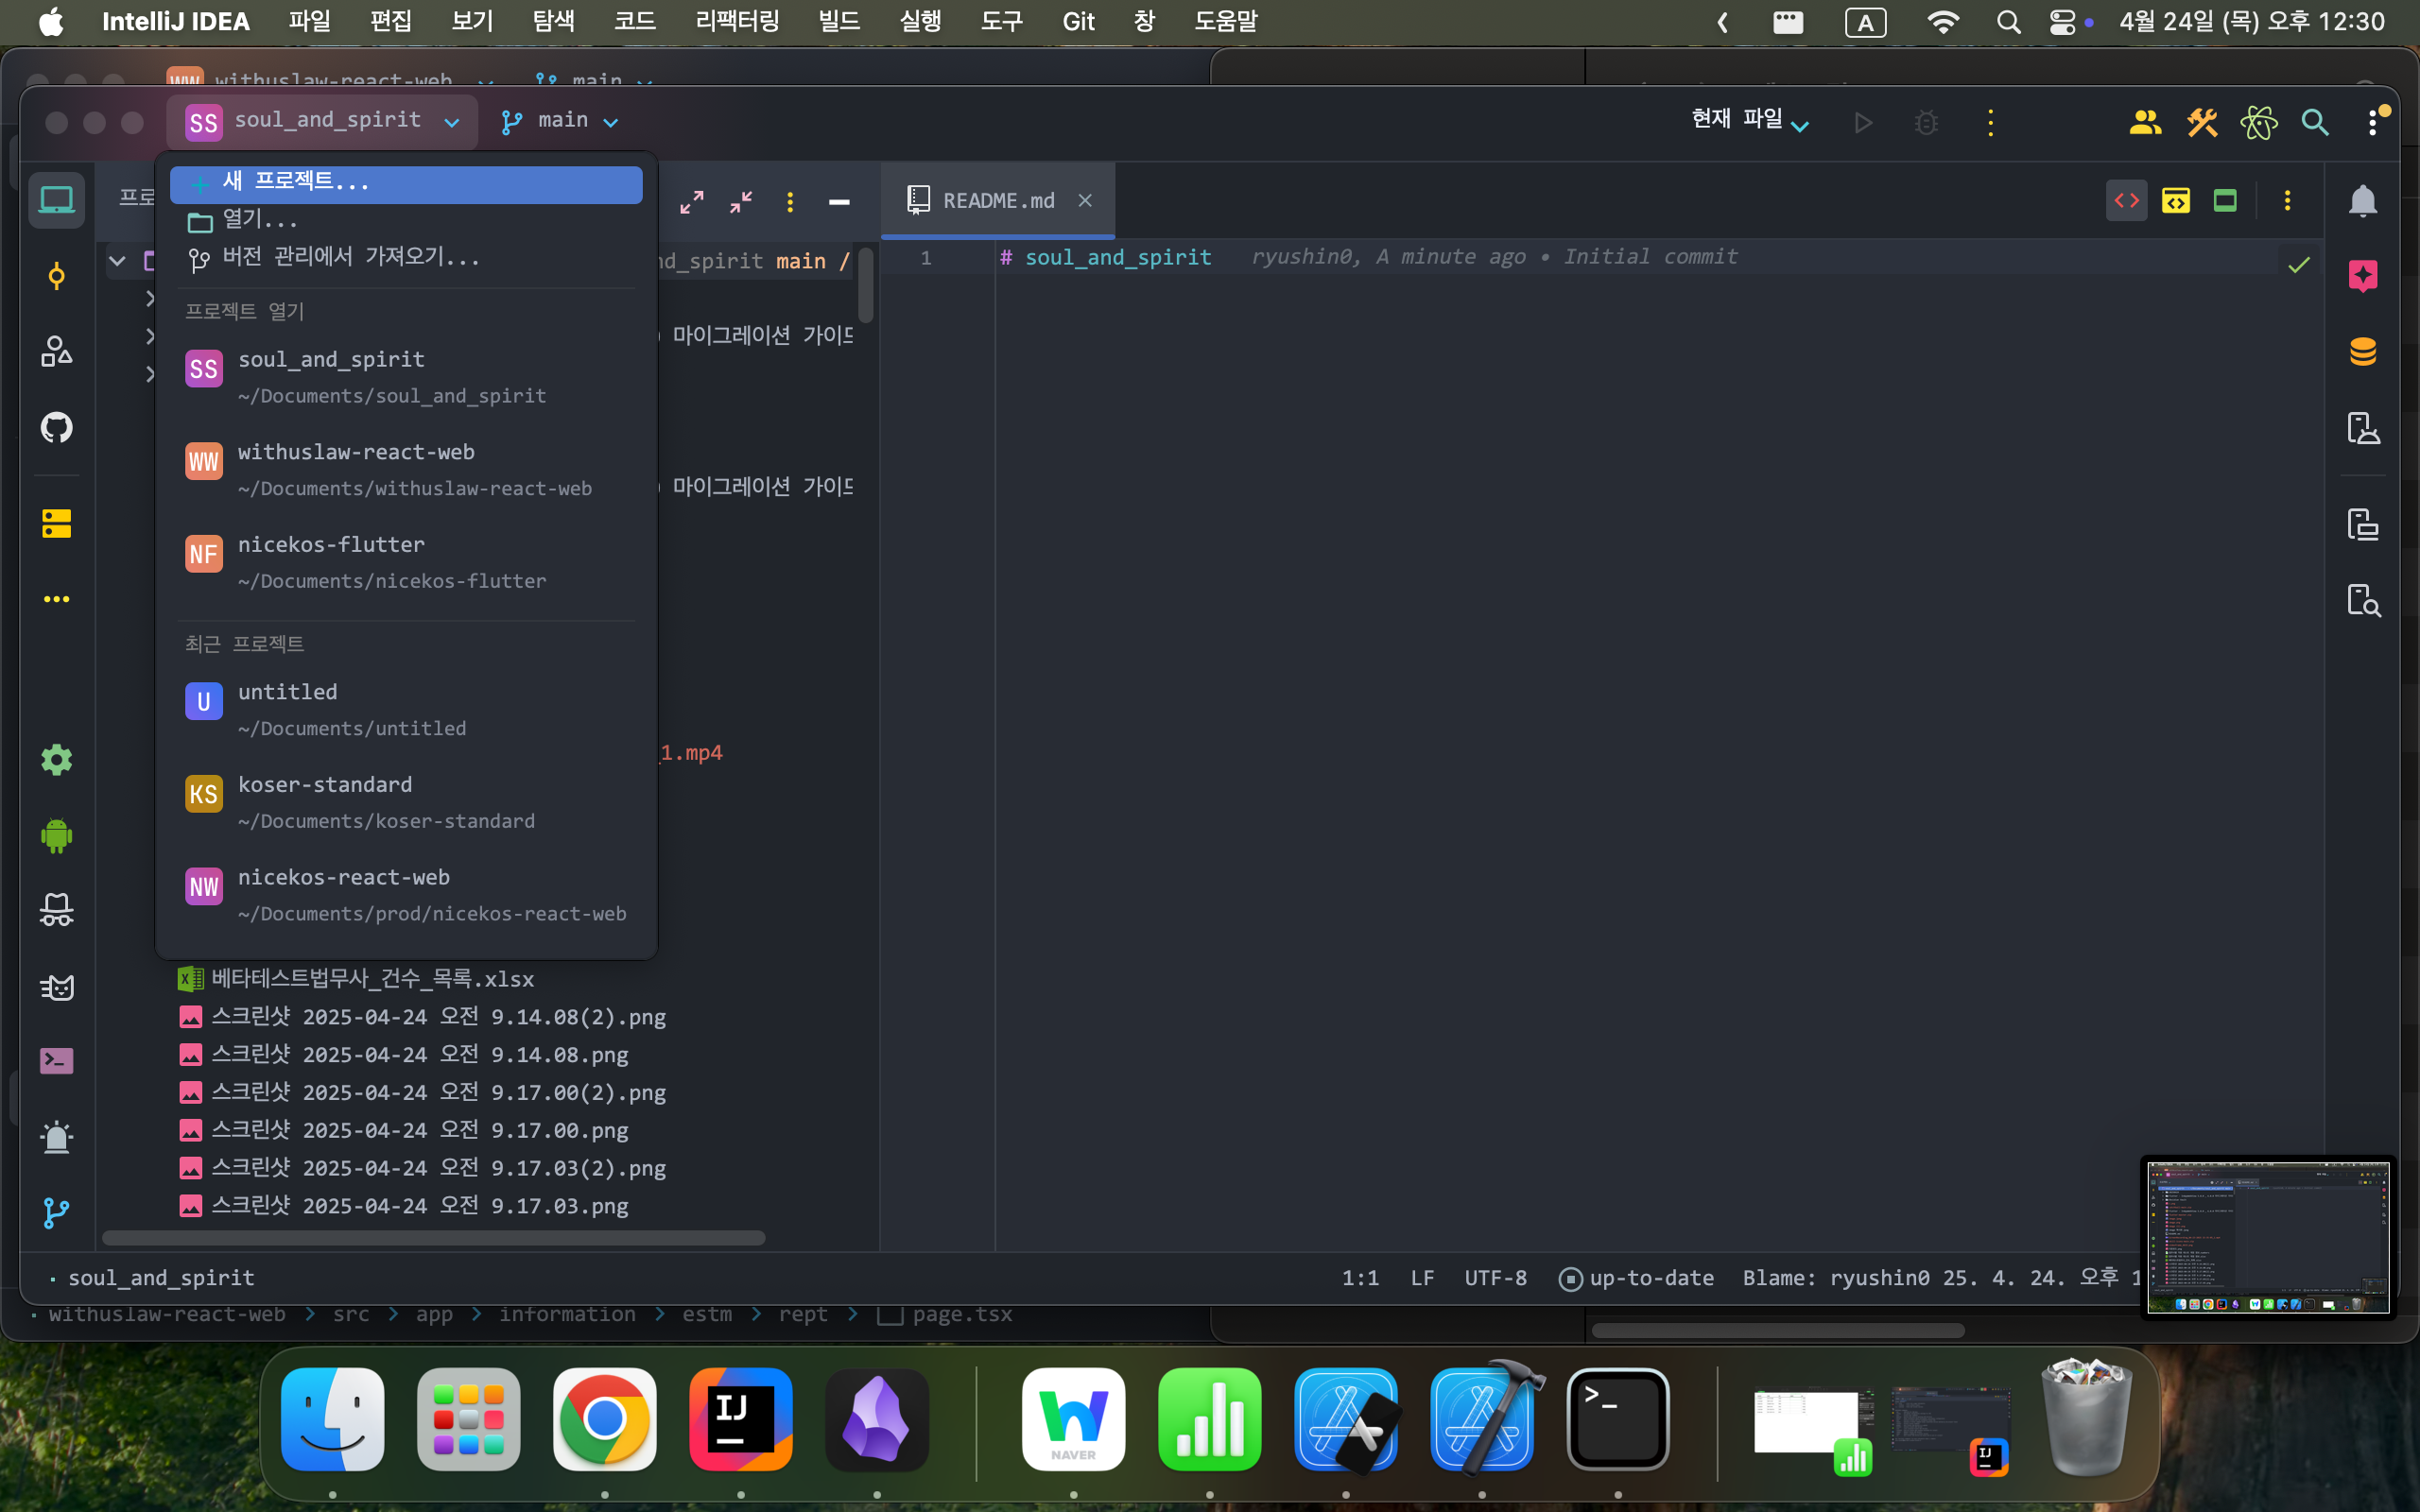 IntelliJ IDEA 파일 편집 보기 탐색 코드 리팩터링 빌드 실행 도구 Git 창 도움말 A 4월 24일 (목) 오후 12:30
WW withuslaw-react-web main
SS soul_and_spirit main 현재 파일
새 프로젝트...
열기...
버전 관리에서 가져오기...
프로젝트 열기
SS soul_and_spirit
~/Documents/soul_and_spirit
WW withuslaw-react-web
~/Documents/withuslaw-react-web
NF nicekos-flutter
~/Documents/nicekos-flutter
최근 프로젝트
U untitled
~/Documents/untitled
KS koser-standard
~/Documents/koser-standard
NW nicekos-react-web
~/Documents/prod/nicekos-react-web
프로
nd_spirit main /
마이그레이션 가이드
마이그레이션 가이드
_1.mp4
베타테스트법무사_건수_목록.xlsx
스크린샷 2025-04-24 오전 9.14.08(2).png
스크린샷 2025-04-24 오전 9.14.08.png
스크린샷 2025-04-24 오전 9.17.00(2).png
스크린샷 2025-04-24 오전 9.17.00.png
스크린샷 2025-04-24 오전 9.17.03(2).png
스크린샷 2025-04-24 오전 9.17.03.png
README.md
1 # soul_and_spirit ryushin0, A minute ago • Initial commit
soul_and_spirit 1:1 LF UTF-8 up-to-date Blame: ryushin0 25. 4. 24. 오후 1
withuslaw-react-web > src > app > information > estm > rept > page.tsx
IJ
NAVER
>_
IJ